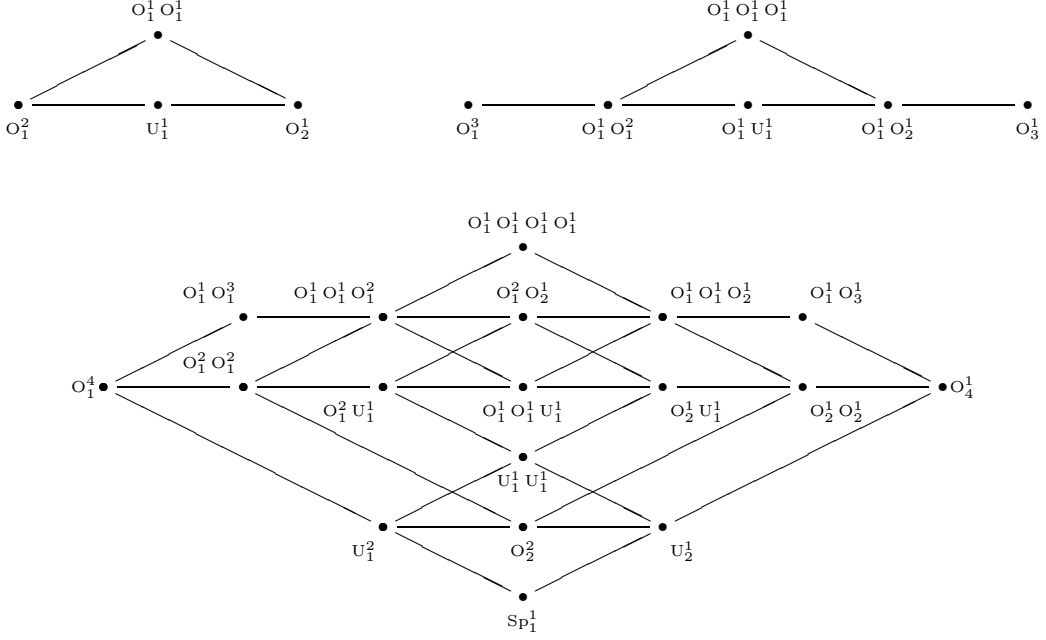 O₁¹ O₁¹ O₁¹ O₁¹ O₁¹
O₁² U₁¹ O₂¹ O₁³ O₁¹ O₁² O₁¹ U₁¹ O₁¹ O₂¹ O₃¹
O₁¹ O₁¹ O₁¹ O₁¹
O₁¹ O₁³ O₁¹ O₁¹ O₁² O₁² O₂¹ O₁¹ O₁¹ O₂¹ O₁¹ O₃¹
O₁² O₁²
O₁⁴ O₄¹
O₁² U₁¹ O₁¹ O₁¹ U₁¹ O₂¹ U₁¹ O₂¹ O₂¹
U₁¹ U₁¹
U₁² O₂² U₂¹
Sp₁¹